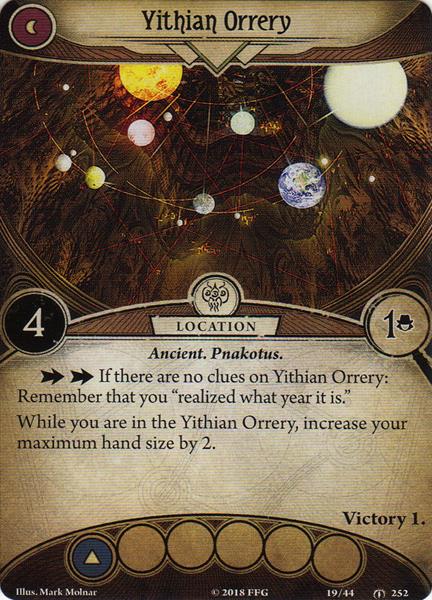 Yithian Orrery
4
LOCATION
1
Ancient. Pnakotus.
If there are no clues on Yithian Orrery:
Remember that you “realized what year it is.”
While you are in the Yithian Orrery, increase your
maximum hand size by 2.
Victory 1.
Illus. Mark Molnar © 2018 FFG 19/44 252